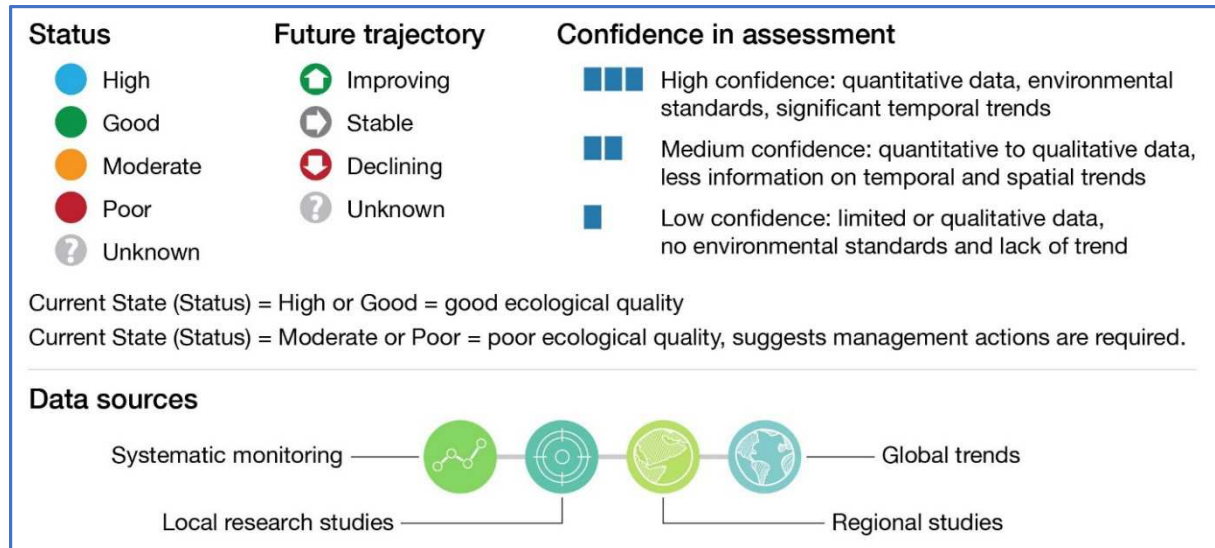 Status
High
Good
Moderate
Poor
? Unknown
Future trajectory
Improving
Stable
Declining
? Unknown
Confidence in assessment
High confidence: quantitative data, environmental
standards, significant temporal trends
Medium confidence: quantitative to qualitative data,
less information on temporal and spatial trends
Low confidence: limited or qualitative data,
no environmental standards and lack of trend
Current State (Status) = High or Good = good ecological quality
Current State (Status) = Moderate or Poor = poor ecological quality, suggests management actions are required.
Data sources
Systematic monitoring
Global trends
Local research studies
Regional studies